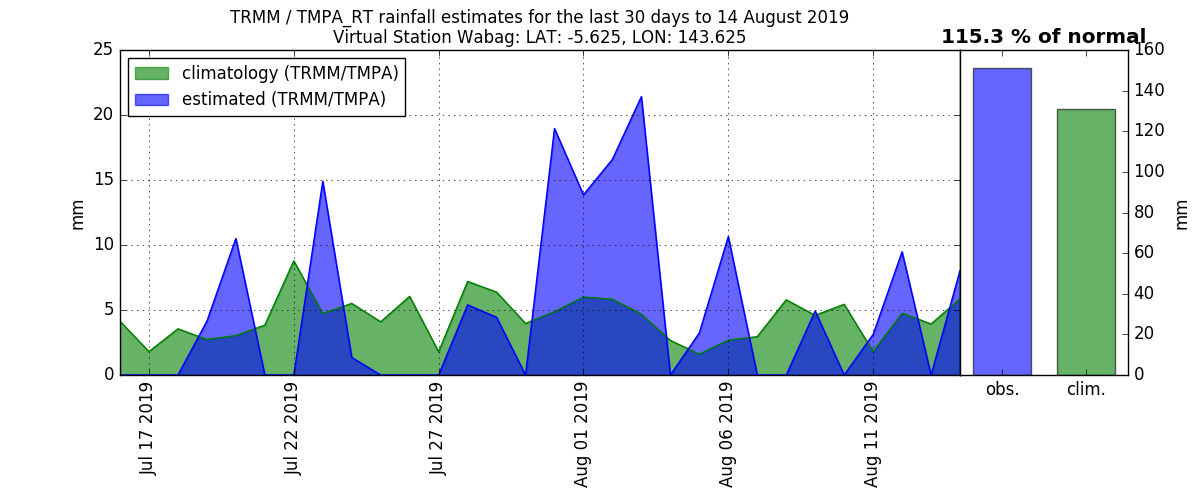 TRMM / TMPA_RT rainfall estimates for the last 30 days to 14 August 2019
Virtual Station Wabag: LAT: -5.625, LON: 143.625
115.3 % of normal
climatology (TRMM/TMPA)
estimated (TRMM/TMPA)
mm
25
20
15
10
5
0
Jul 17 2019
Jul 22 2019
Jul 27 2019
Aug 01 2019
Aug 06 2019
Aug 11 2019
obs.
clim.
160
140
120
100
80
60
40
20
0
mm